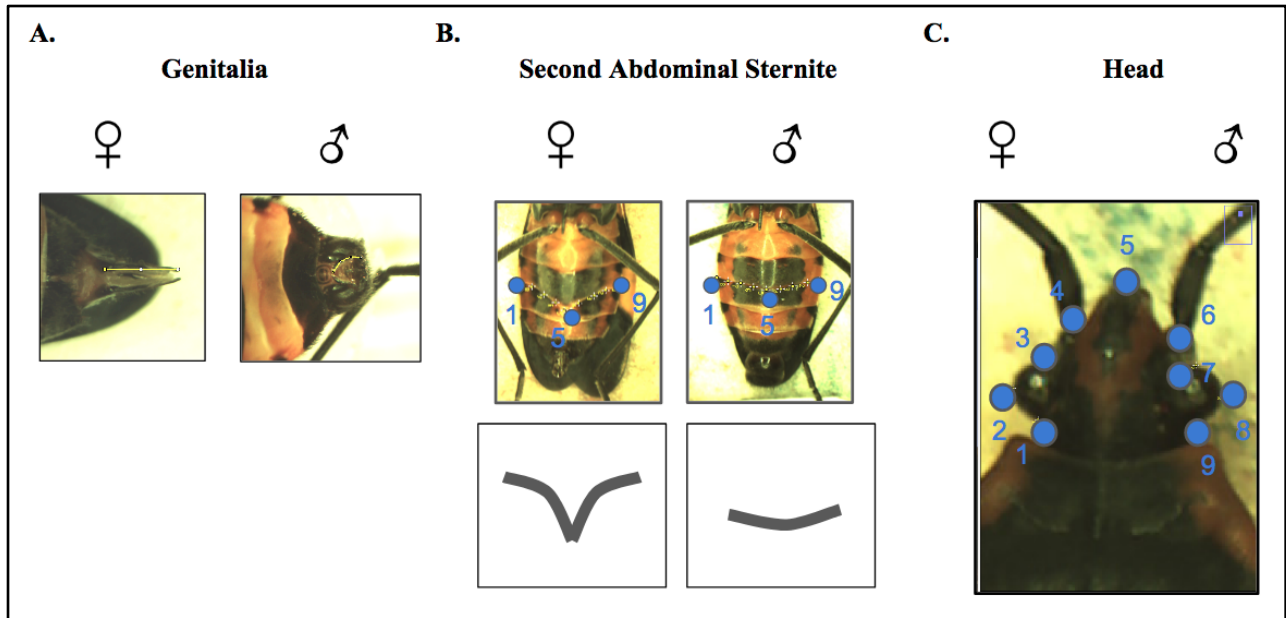 A.
Genitalia
♀ ♂
B.
Second Abdominal Sternite
♀ ♂
1 5 9
1 5 9
C.
Head
♀ ♂
5
4
6
3
7
2
8
1
9